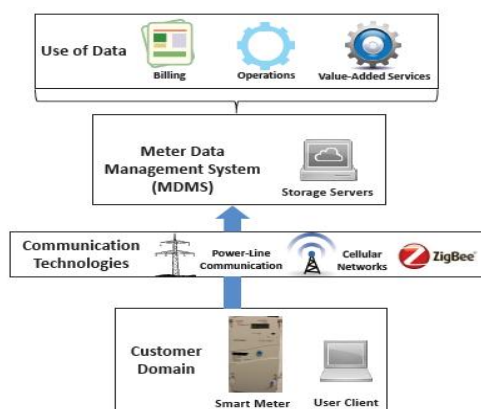 Use of Data
Billing
Operations
Value-Added Services
Meter Data
Management System
(MDMS)
Storage Servers
Communication
Technologies
Power-Line
Communication
Cellular
Networks
ZigBee
Customer
Domain
Smart Meter
User Client